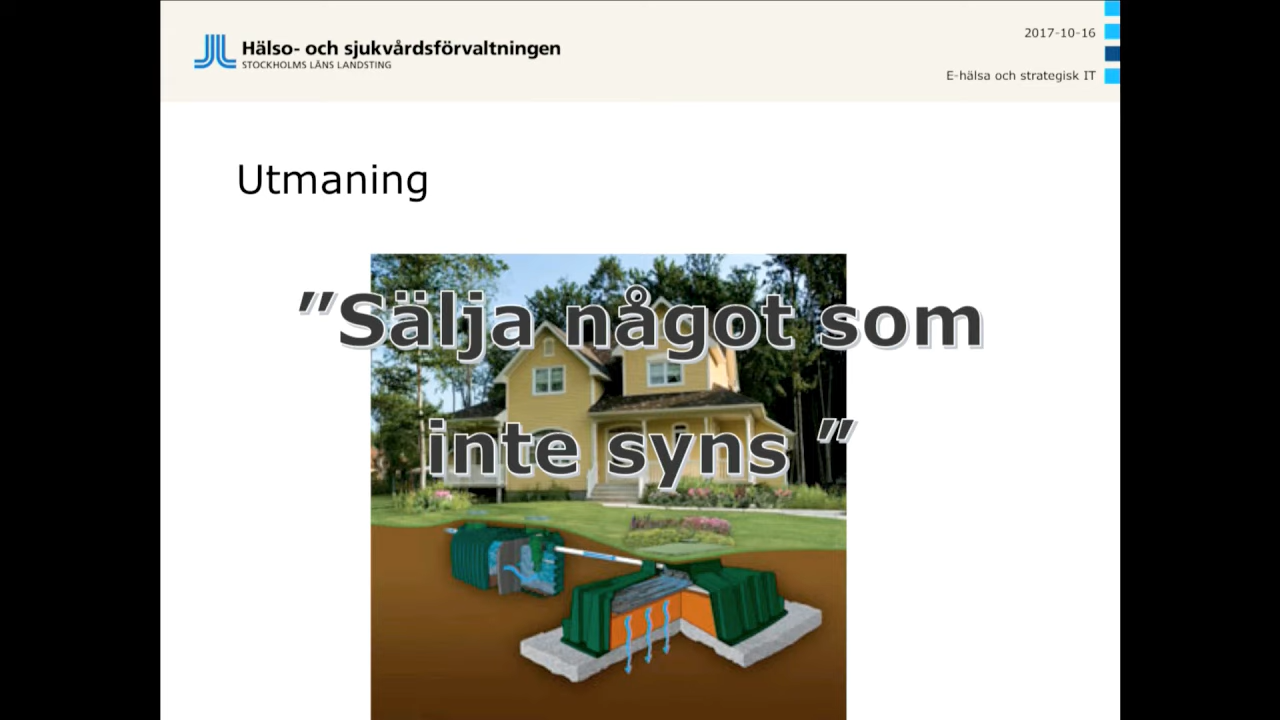 Hälso- och sjukvårdsförvaltningen
STOCKHOLMS LÄNS LANDSTING
2017-10-16
E-hälsa och strategisk IT
Utmaning
”Sälja något som
inte syns ”